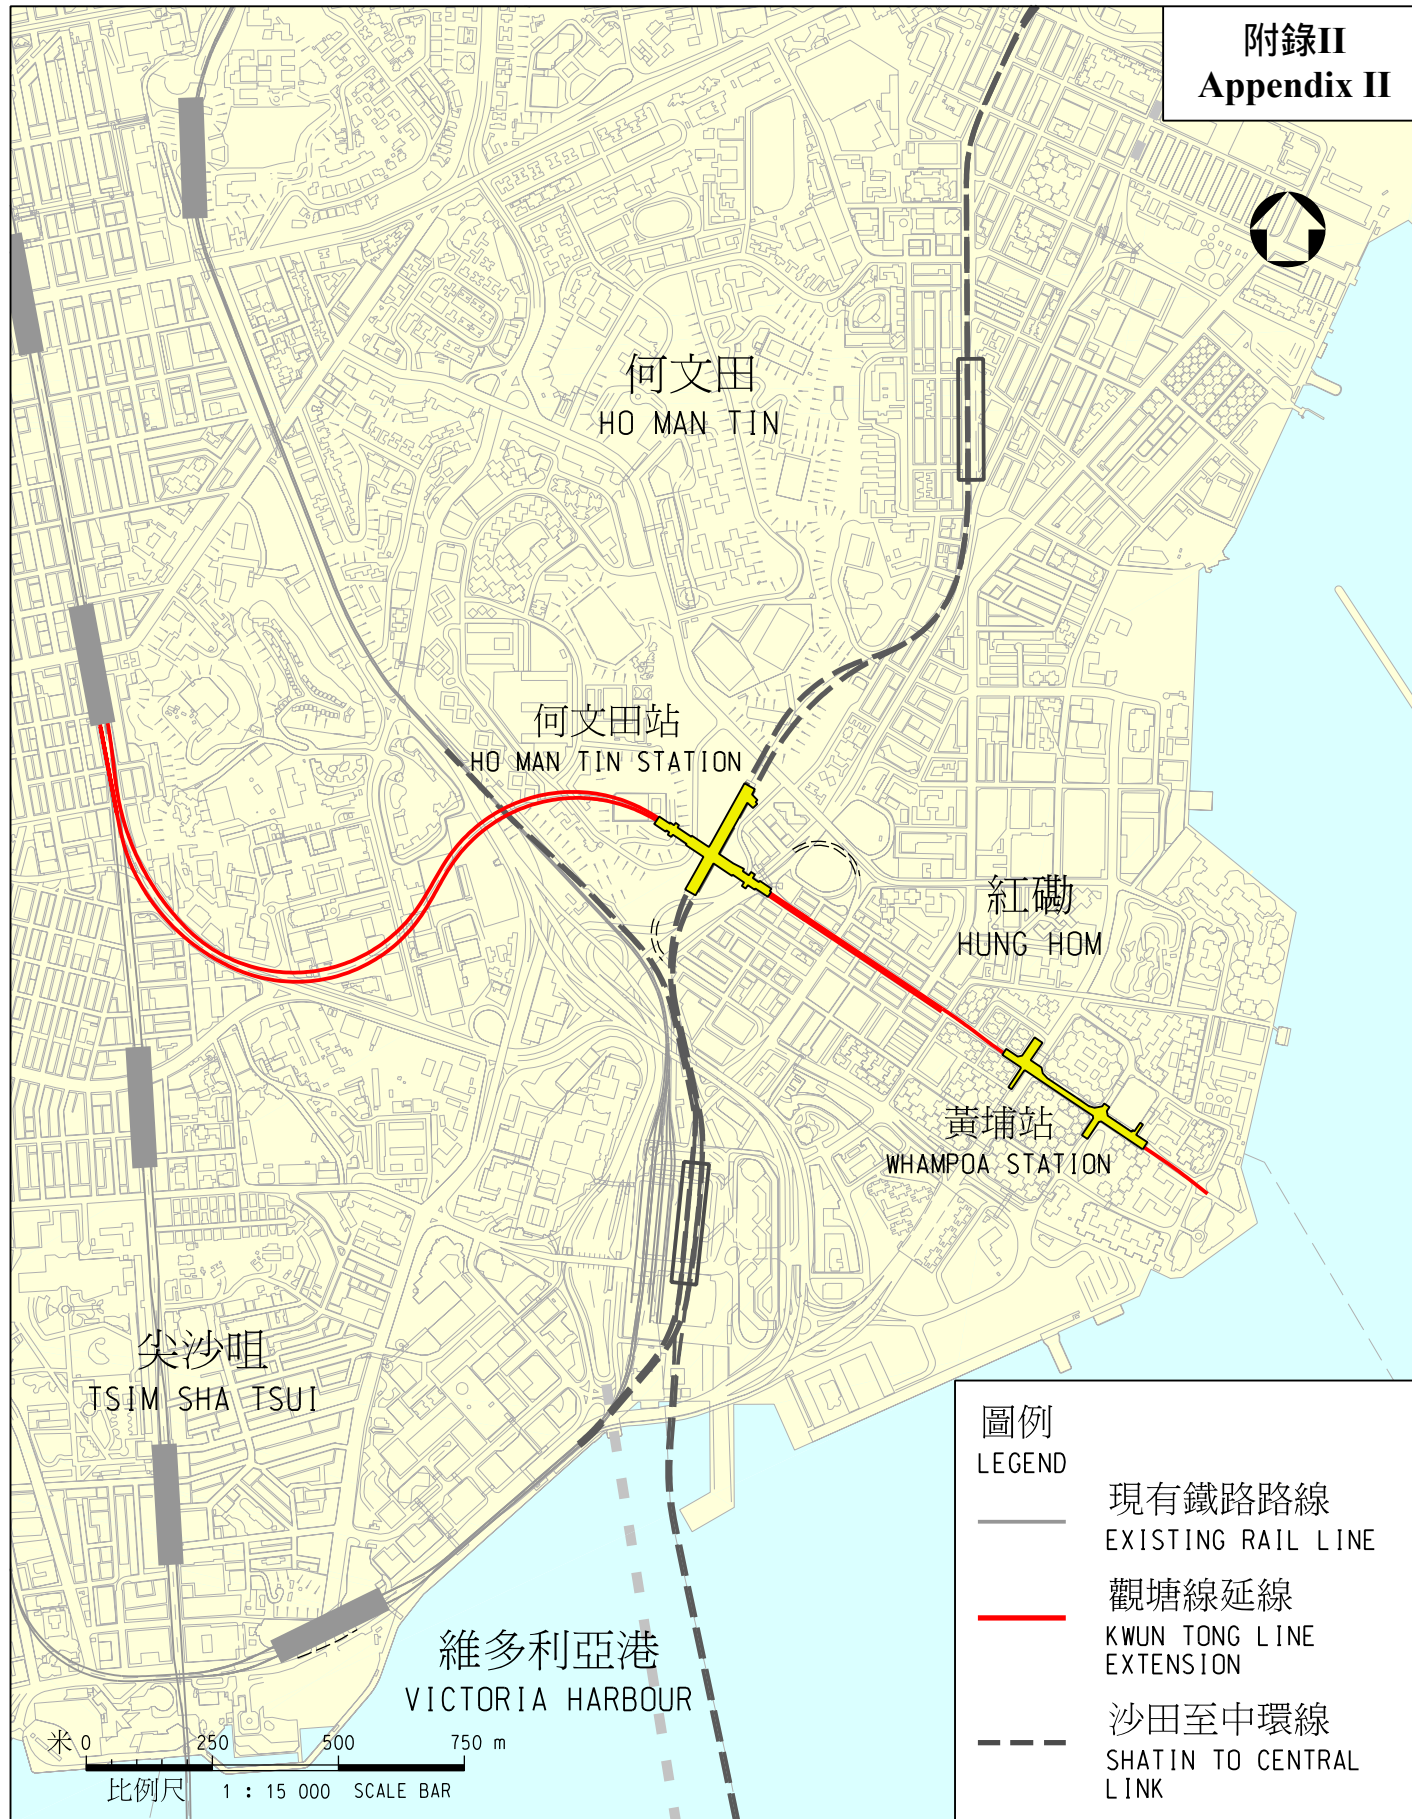 附錄II
Appendix II
何文田
HO MAN TIN
何文田站
HO MAN TIN STATION
紅磡
HUNG HOM
黃埔站
WHAMPOA STATION
尖沙咀
TSIM SHA TSUI
維多利亞港
VICTORIA HARBOUR
米 0 250 500 750 m
比例尺 1 : 15 000 SCALE BAR
圖例
LEGEND
現有鐵路路線
EXISTING RAIL LINE
觀塘線延線
KWUN TONG LINE
EXTENSION
沙田至中環線
SHATIN TO CENTRAL
LINK